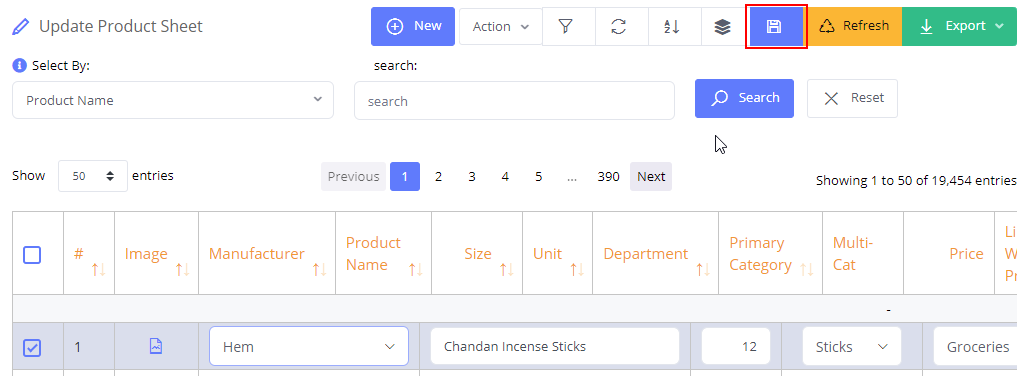 Update Product Sheet
New
Action
Refresh
Export
Select By:
search:
Product Name
search
Search
Reset
Show 50 entries
Previous 1 2 3 4 5 ... 390 Next
Showing 1 to 50 of 19,454 entries
# Image Manufacturer Product Name Size Unit Department Primary Category Multi-Cat Price
-
1 Hem Chandan Incense Sticks 12 Sticks Groceries